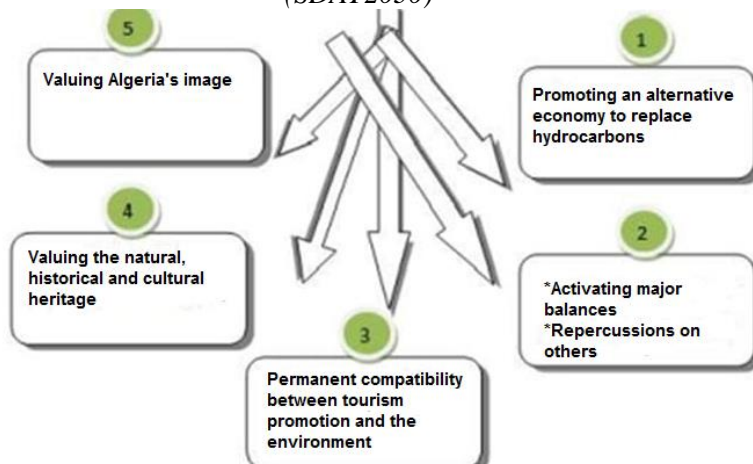 (SDAT2030)
5
Valuing Algeria's image
1
Promoting an alternative
economy to replace
hydrocarbons
4
Valuing the natural,
historical and cultural
heritage
2
*Activating major
balances
*Repercussions on
others
3
Permanent compatibility
between tourism
promotion and the
environment